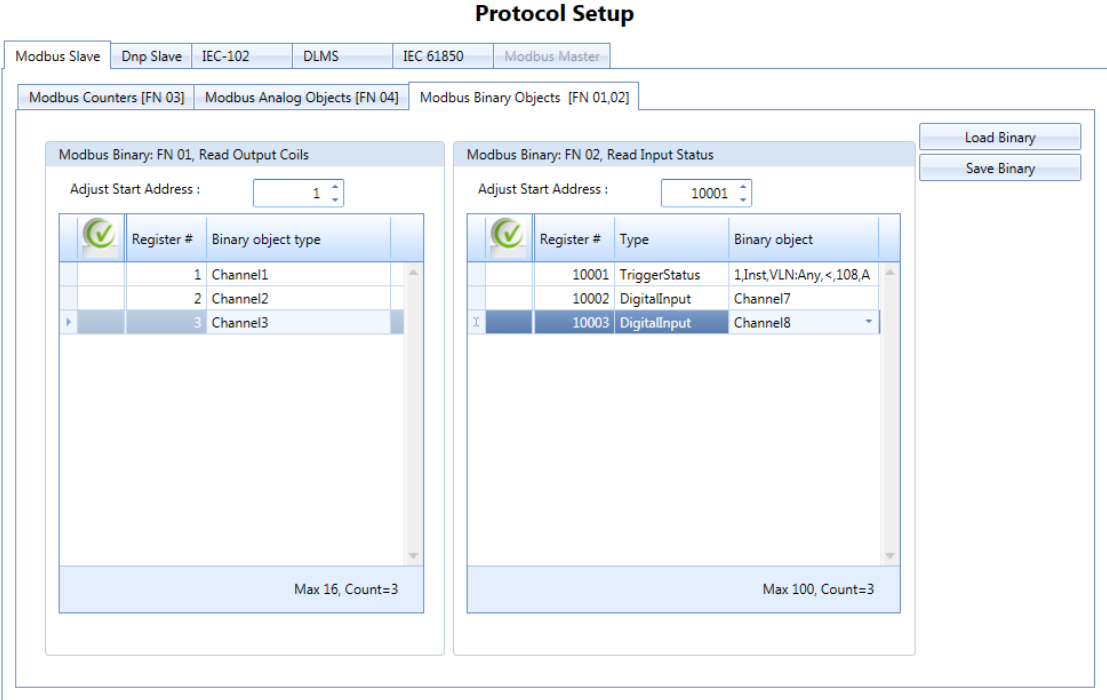 Protocol Setup
Modbus Slave Dnp Slave IEC-102 DLMS IEC 61850 Modbus Master
Modbus Counters [FN 03] Modbus Analog Objects [FN 04] Modbus Binary Objects [FN 01,02]
Load Binary
Save Binary
Modbus Binary: FN 01, Read Output Coils
Adjust Start Address : 1
Register # Binary object type
1 Channel1
2 Channel2
3 Channel3
Max 16, Count=3
Modbus Binary: FN 02, Read Input Status
Adjust Start Address : 10001
Register # Type Binary object
10001 TriggerStatus 1,Inst,VLN:Any,<,108,A
10002 DigitalInput Channel7
10003 DigitalInput Channel8
Max 100, Count=3